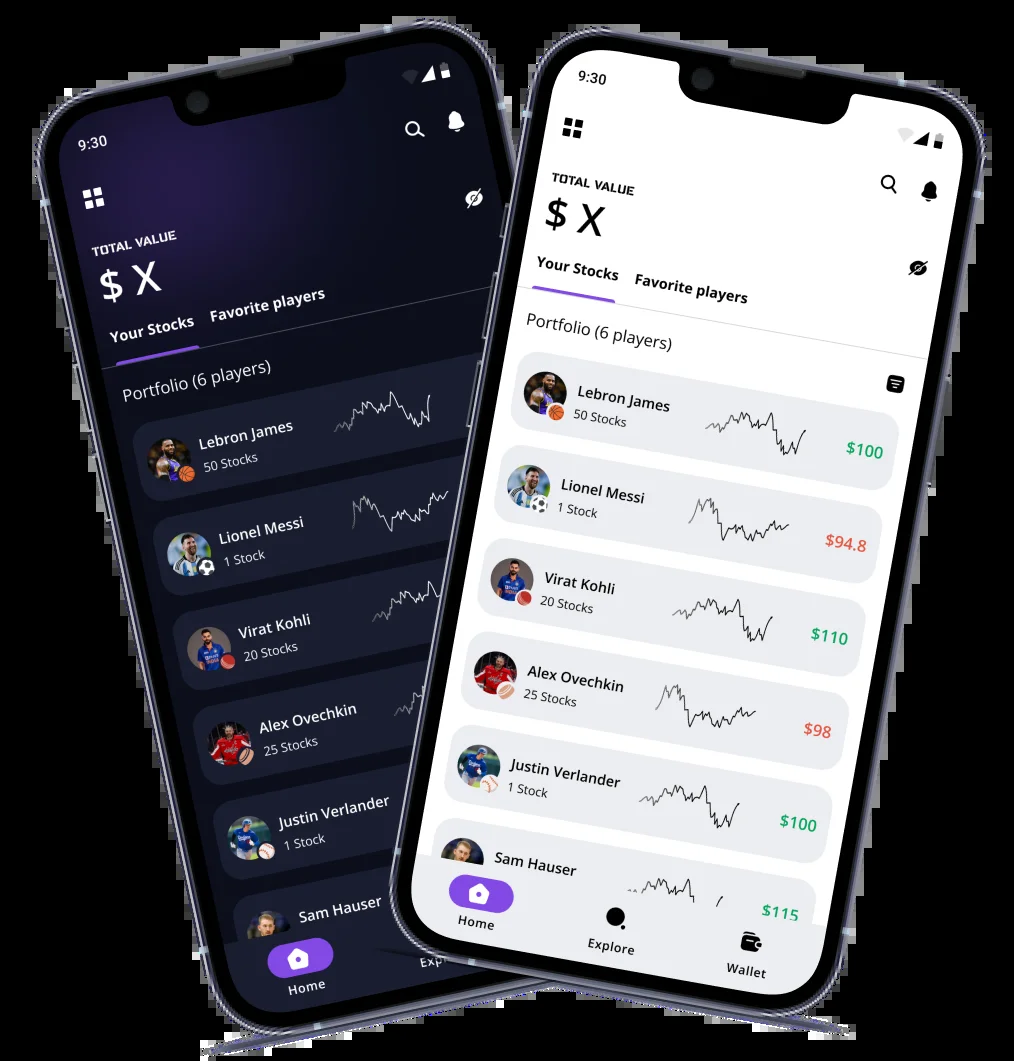 9:30
TOTAL VALUE
$ X
Your Stocks Favorite players
Portfolio (6 players)
Lebron James
50 Stocks
Lionel Messi
1 Stock
Virat Kohli
20 Stocks
Alex Ovechkin
25 Stocks
Justin Verlander
1 Stock
Sam Hauser
Home Exp
9:30
TOTAL VALUE
$ X
Your Stocks Favorite players
Portfolio (6 players)
Lebron James
50 Stocks
$100
Lionel Messi
1 Stock
$94.8
Virat Kohli
20 Stocks
$110
Alex Ovechkin
25 Stocks
$98
Justin Verlander
1 Stock
$100
Sam Hauser
$115
Home Explore Wallet